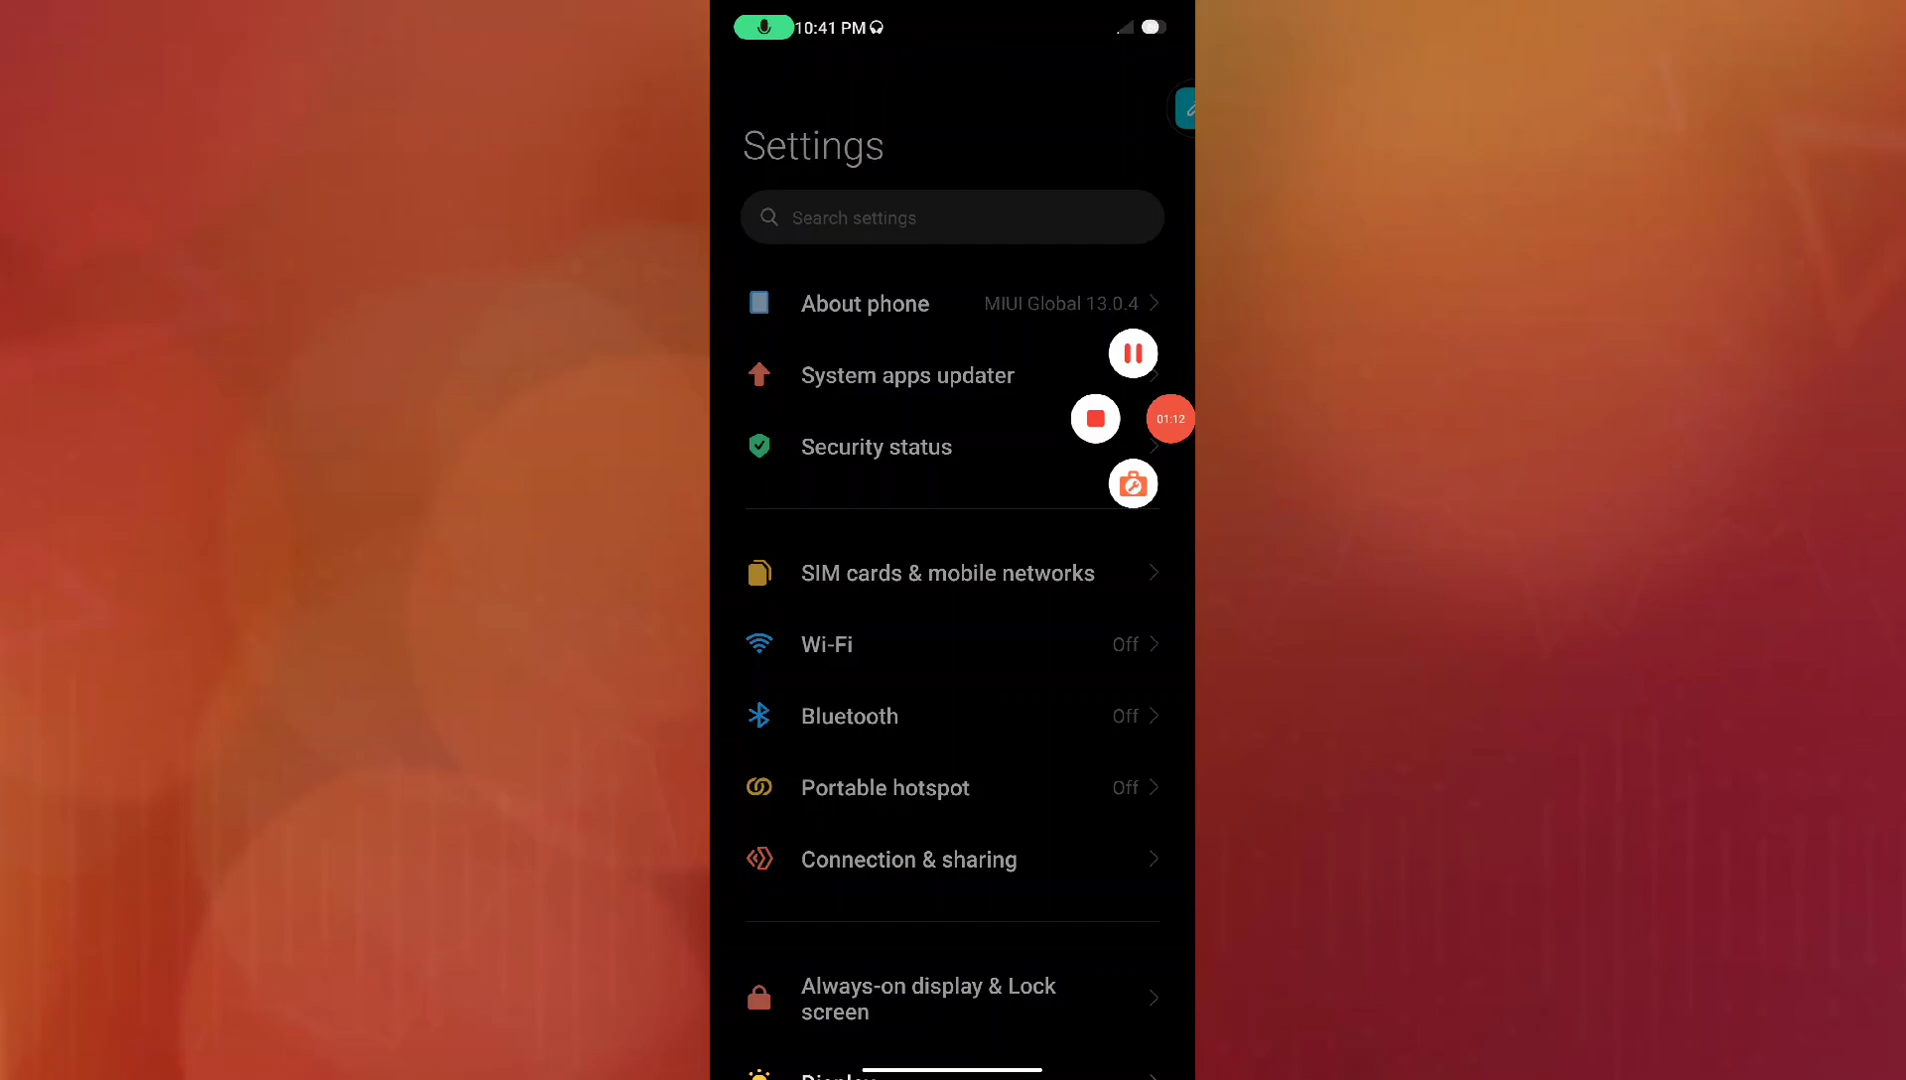 10:41 PM
Settings
Search settings
About phone MIUI Global 13.0.4
System apps updater
01:12
Security status
SIM cards & mobile networks
Wi-Fi Off
Bluetooth Off
Portable hotspot Off
Connection & sharing
Always-on display & Lock
screen
Display